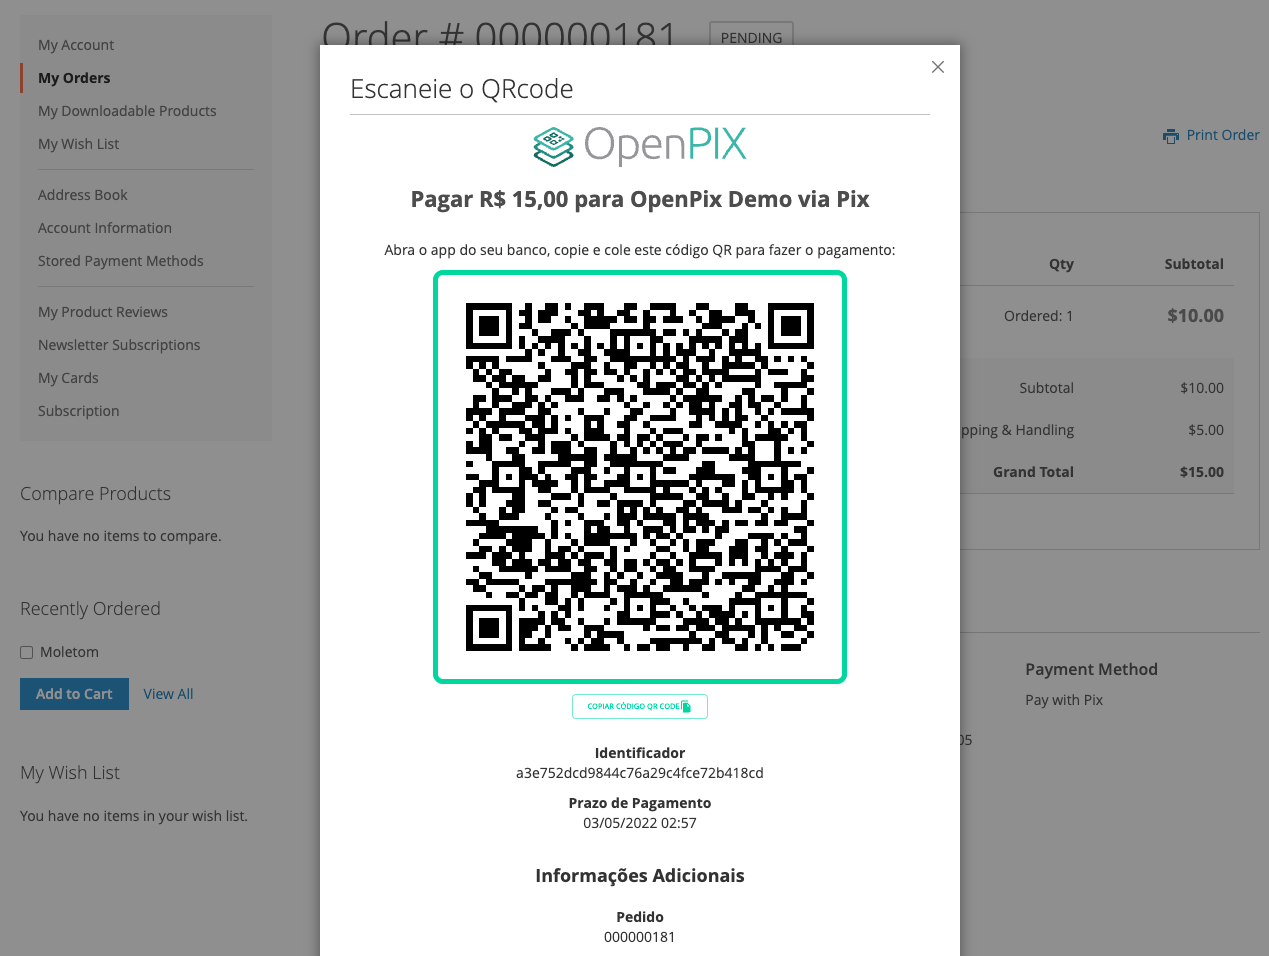 My Account
My Orders
My Downloadable Products
My Wish List
Address Book
Account Information
Stored Payment Methods
My Product Reviews
Newsletter Subscriptions
My Cards
Subscription
Compare Products
You have no items to compare.
Recently Ordered
Moletom
Add to Cart View All
My Wish List
You have no items in your wish list.
Order # 000000181 PENDING
Print Order
Escaneie o QRcode
OpenPIX
Pagar R$ 15,00 para OpenPix Demo via Pix
Abra o app do seu banco, copie e cole este código QR para fazer o pagamento:
COPIAR CÓDIGO QR CODE
Identificador
a3e752dcd9844c76a29c4fce72b418cd
Prazo de Pagamento
03/05/2022 02:57
Informações Adicionais
Pedido
000000181
Qty Subtotal
Ordered: 1 $10.00
Subtotal $10.00
pping & Handling $5.00
Grand Total $15.00
Payment Method
Pay with Pix
05